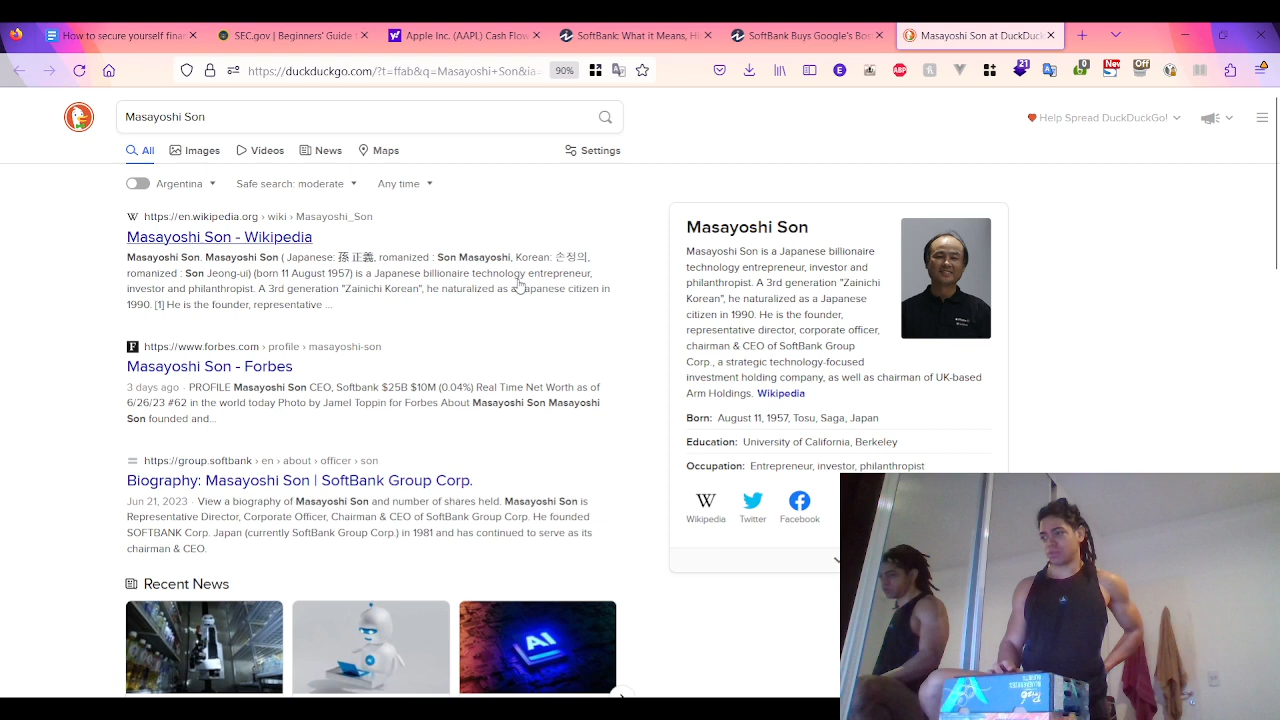 How to secure yourself finan
SEC.gov | Beginners' Guide
Apple Inc. (AAPL) Cash Flow
SoftBank: What it Means, Hi
SoftBank Buys Google's Bos
Masayoshi Son at DuckDuc
https://duckduckgo.com/?t=ffab&q=Masayoshi+Son&ia=
90%
E
ABP
21
0
New
Off
Masayoshi Son
Help Spread DuckDuckGo!
All
Images
Videos
News
Maps
Settings
Argentina
Safe search: moderate
Any time
W https://en.wikipedia.org › wiki › Masayoshi_Son
Masayoshi Son - Wikipedia
Masayoshi Son. Masayoshi Son ( Japanese: 孫 正義, romanized : Son Masayoshi, Korean: 손정의,
romanized : Son Jeong-ui) (born 11 August 1957) is a Japanese billionaire technology entrepreneur,
investor and philanthropist. A 3rd generation "Zainichi Korean", he naturalized as a Japanese citizen in
1990. [1] He is the founder, representative ...
F https://www.forbes.com › profile › masayoshi-son
Masayoshi Son - Forbes
3 days ago · PROFILE Masayoshi Son CEO, Softbank $25B $10M (0.04%) Real Time Net Worth as of
6/26/23 #62 in the world today Photo by Jamel Toppin for Forbes About Masayoshi Son Masayoshi
Son founded and...
https://group.softbank › en › about › officer › son
Biography: Masayoshi Son | SoftBank Group Corp.
Jun 21, 2023 · View a biography of Masayoshi Son and number of shares held. Masayoshi Son is
Representative Director, Corporate Officer, Chairman & CEO of SoftBank Group Corp. He founded
SOFTBANK Corp. Japan (currently SoftBank Group Corp.) in 1981 and has continued to serve as its
chairman & CEO.
Recent News
AI
Masayoshi Son
Masayoshi Son is a Japanese billionaire
technology entrepreneur, investor and
philanthropist. A 3rd generation "Zainichi
Korean", he naturalized as a Japanese
citizen in 1990. He is the founder,
representative director, corporate officer,
chairman & CEO of SoftBank Group
Corp., a strategic technology-focused
investment holding company, as well as chairman of UK-based
Arm Holdings. Wikipedia
Born: August 11, 1957, Tosu, Saga, Japan
Education: University of California, Berkeley
Occupation: Entrepreneur, investor, philanthropist
W
Wikipedia
Twitter
Facebook